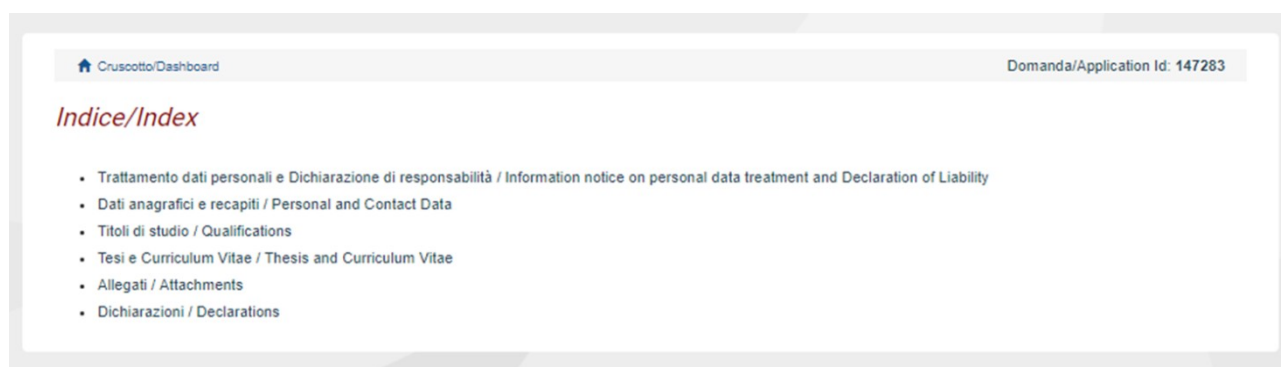 Cruscotto/Dashboard
Domanda/Application Id: 147283
Indice/Index
Trattamento dati personali e Dichiarazione di responsabilità / Information notice on personal data treatment and Declaration of Liability
Dati anagrafici e recapiti / Personal and Contact Data
Titoli di studio / Qualifications
Tesi e Curriculum Vitae / Thesis and Curriculum Vitae
Allegati / Attachments
Dichiarazioni / Declarations